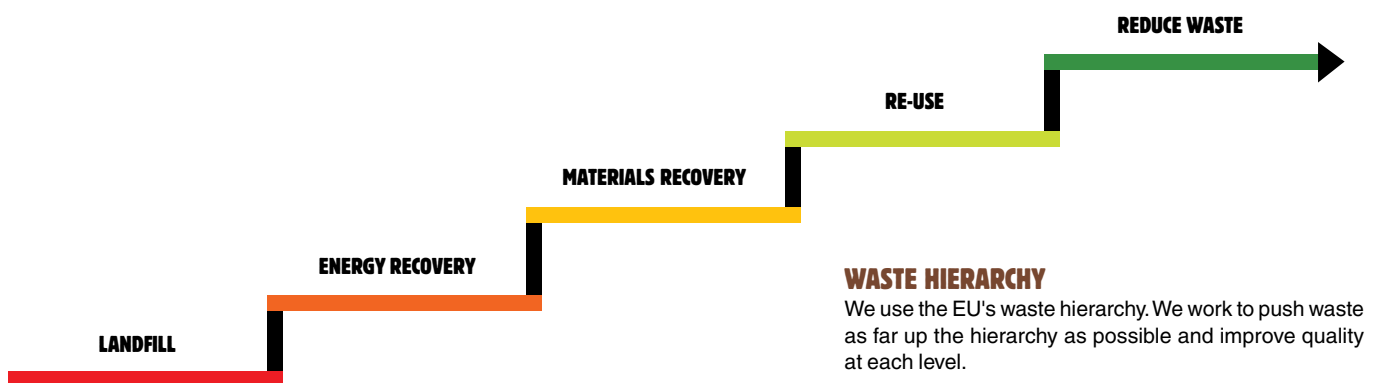 REDUCE WASTE
RE-USE
MATERIALS RECOVERY
ENERGY RECOVERY
LANDFILL
WASTE HIERARCHY
We use the EU's waste hierarchy. We work to push waste
as far up the hierarchy as possible and improve quality
at each level.